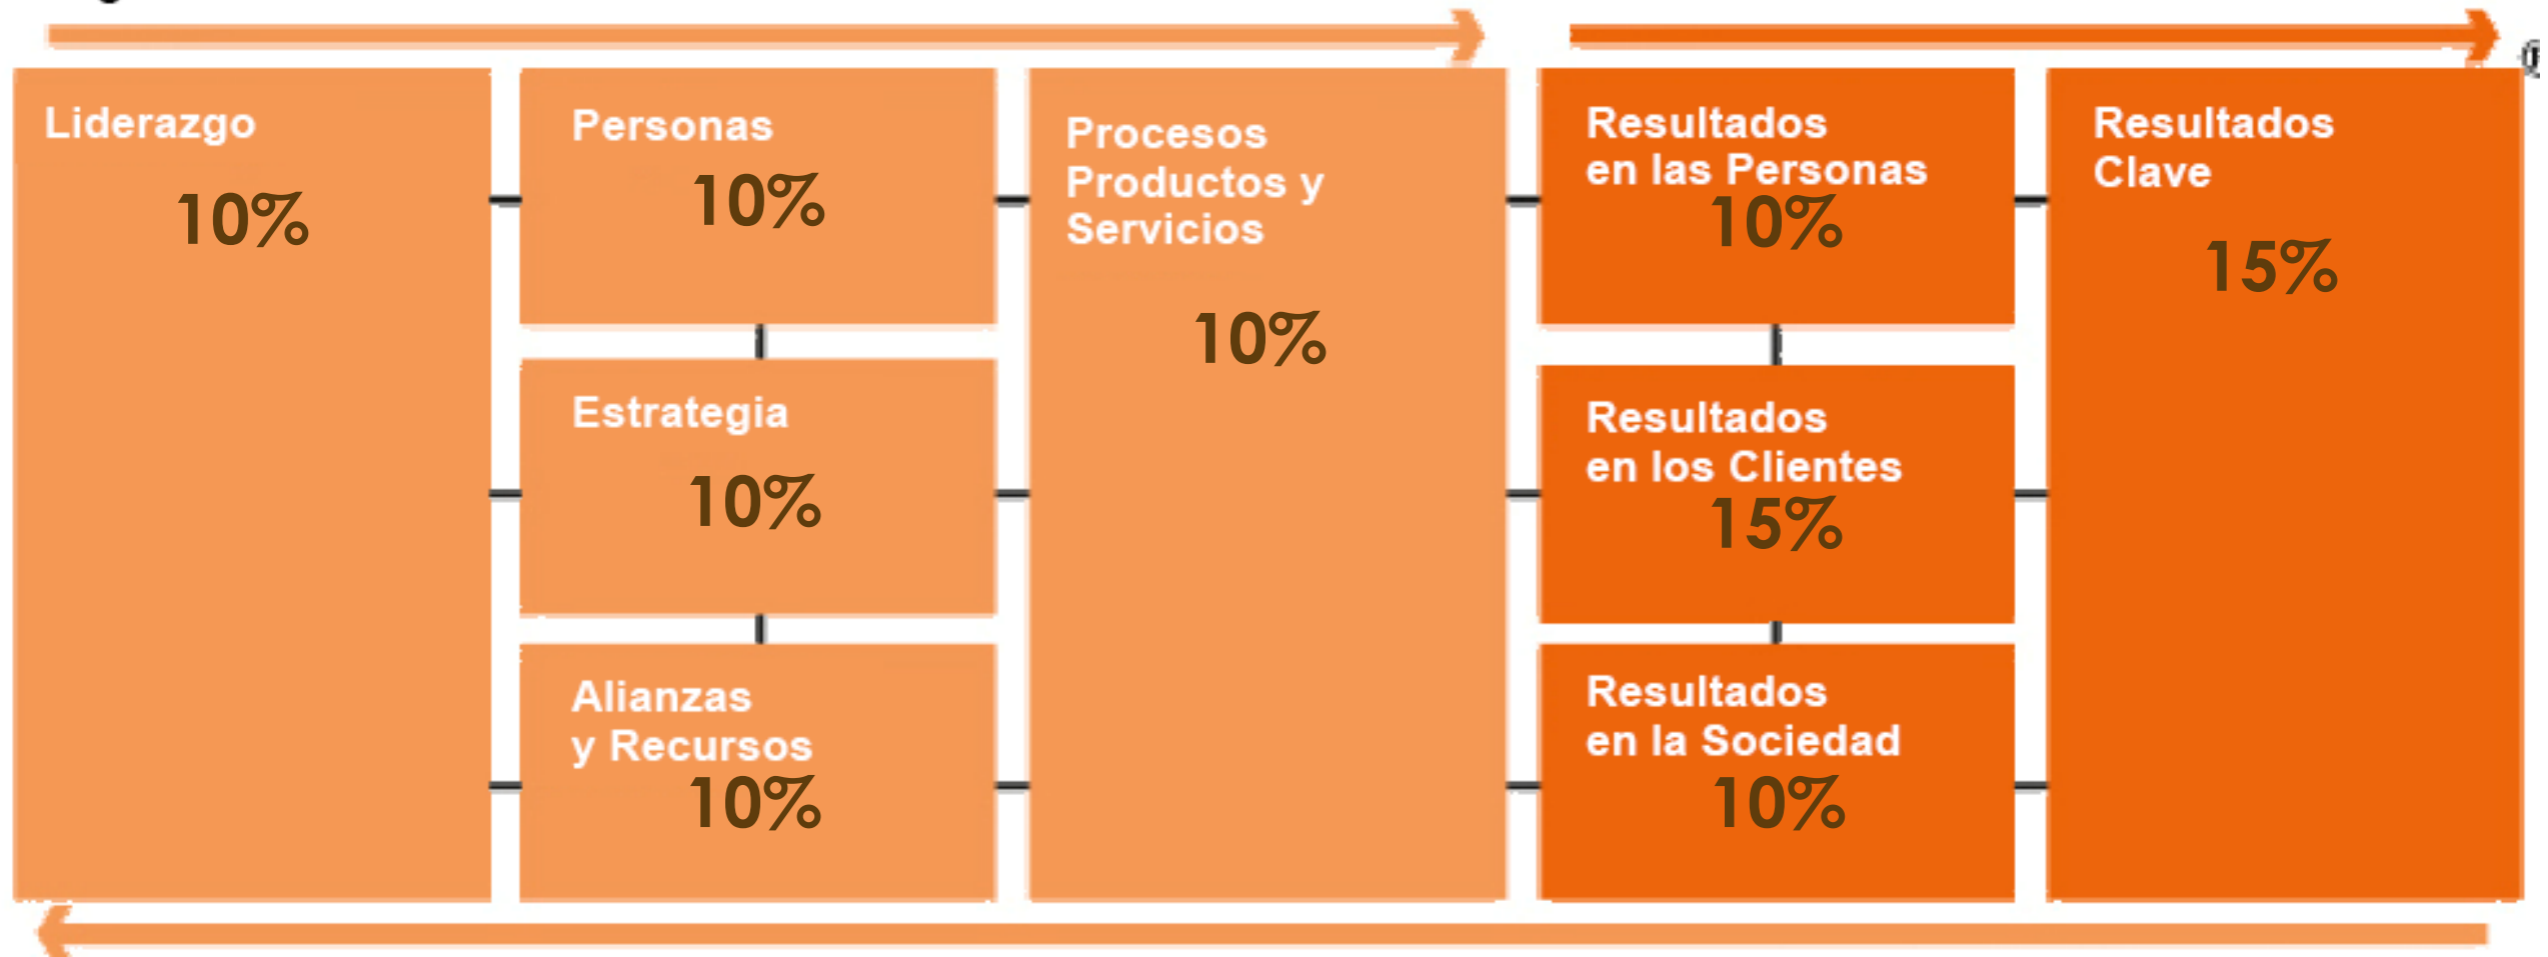 Liderazgo
10%
Personas
10%
Estrategia
10%
Alianzas
y Recursos
10%
Procesos
Productos y
Servicios
10%
Resultados
en las Personas
10%
Resultados
en los Clientes
15%
Resultados
en la Sociedad
10%
Resultados
Clave
15%